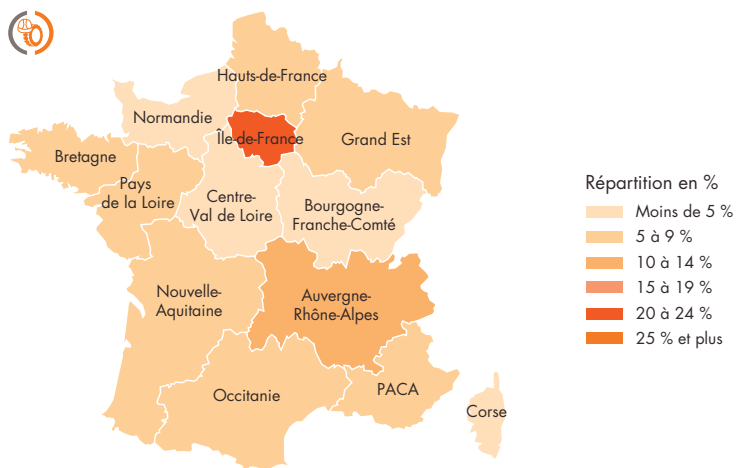 Hauts-de-France
Normandie
Île-de-France
Grand Est
Bretagne
Pays
de la Loire
Centre-
Val de Loire
Bourgogne-
Franche-Comté
Nouvelle-
Aquitaine
Auvergne-
Rhône-Alpes
Occitanie
PACA
Corse
Répartition en %
Moins de 5 %
5 à 9 %
10 à 14 %
15 à 19 %
20 à 24 %
25 % et plus